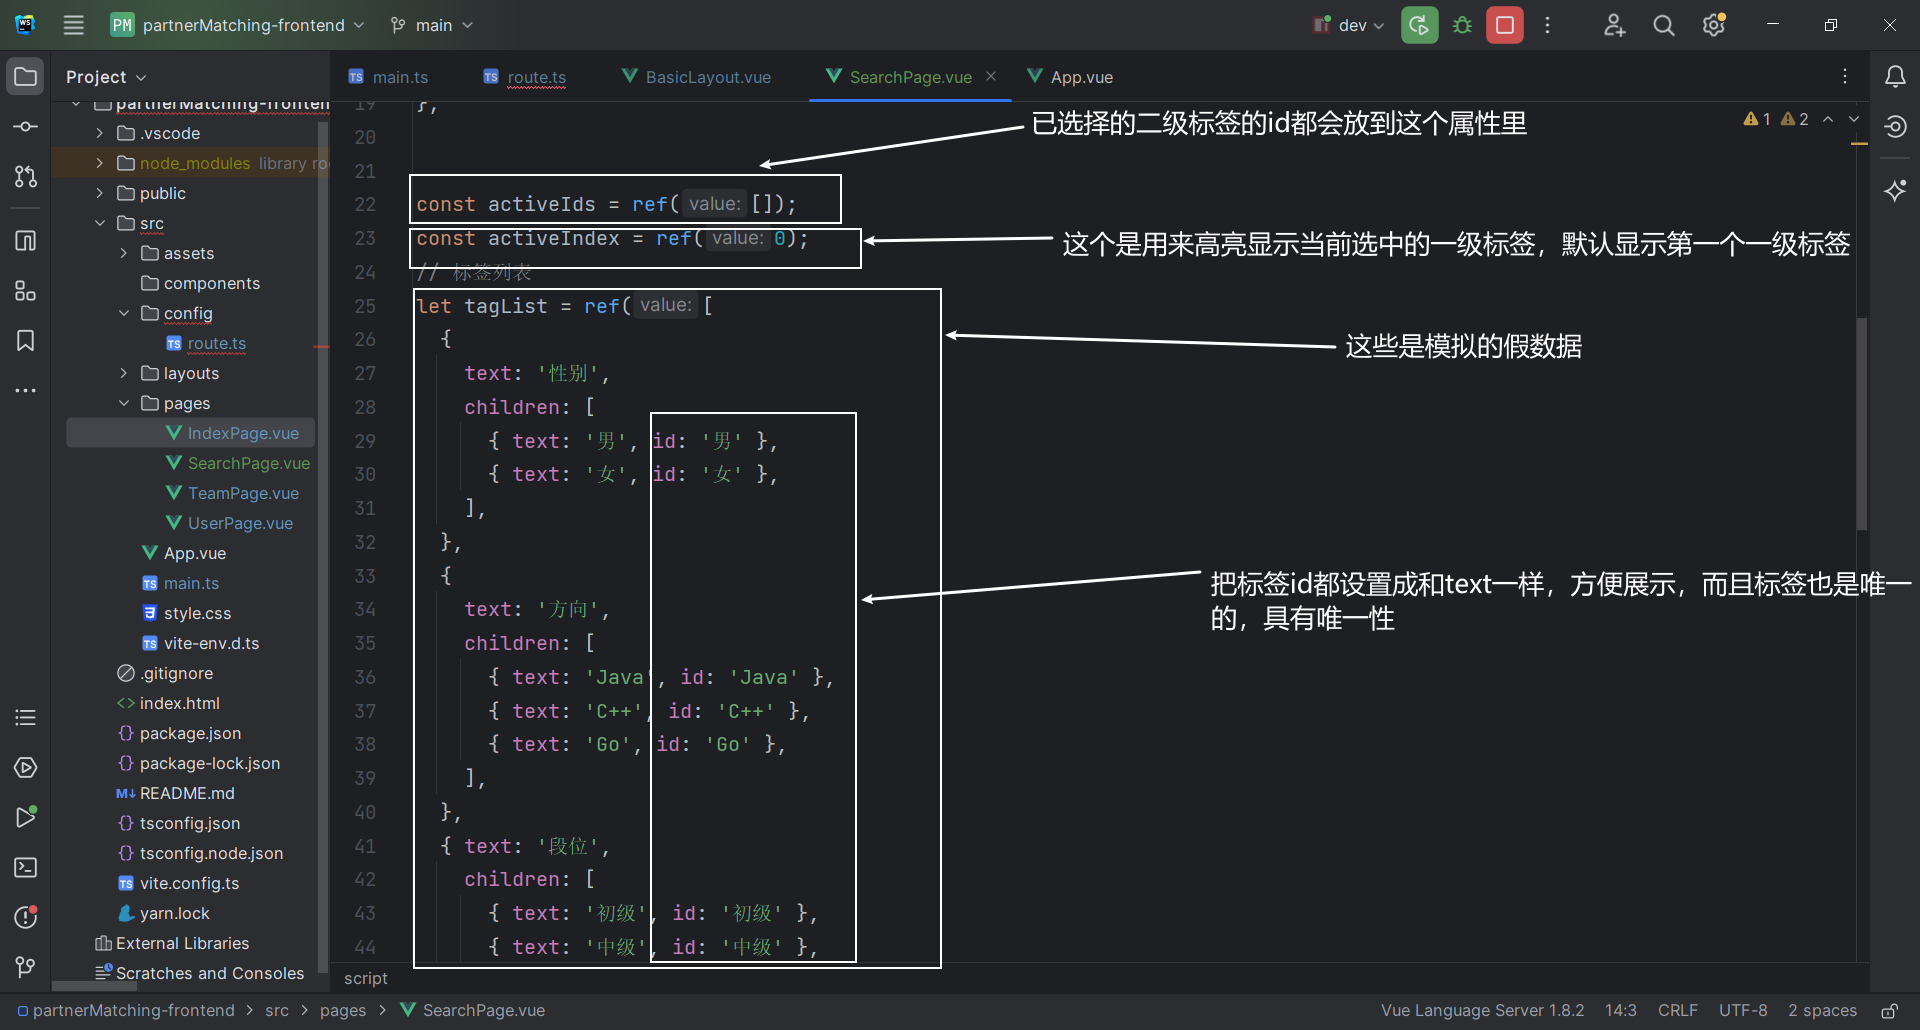 PM partnerMatching-frontend main dev
Project
main.ts route.ts BasicLayout.vue SearchPage.vue App.vue
partnerMatching-fronten
.vscode
node_modules library ro
public
src
assets
components
config
route.ts
layouts
pages
IndexPage.vue
SearchPage.vue
TeamPage.vue
UserPage.vue
App.vue
main.ts
style.css
vite-env.d.ts
.gitignore
index.html
package.json
package-lock.json
README.md
tsconfig.json
tsconfig.node.json
vite.config.ts
yarn.lock
External Libraries
Scratches and Consoles
1 2
19 },
20
21
22 const activeIds = ref( value: []);
23 const activeIndex = ref( value: 0);
24 // 标签列表
25 let tagList = ref( value: [
26 {
27 text: '性别',
28 children: [
29 { text: '男', id: '男' },
30 { text: '女', id: '女' },
31 ],
32 },
33 {
34 text: '方向',
35 children: [
36 { text: 'Java', id: 'Java' },
37 { text: 'C++', id: 'C++' },
38 { text: 'Go', id: 'Go' },
39 ],
40 },
41 { text: '段位',
42 children: [
43 { text: '初级', id: '初级' },
44 { text: '中级', id: '中级' },
已选择的二级标签的id都会放到这个属性里
这个是用来高亮显示当前选中的一级标签，默认显示第一个一级标签
这些是模拟的假数据
把标签id都设置成和text一样，方便展示，而且标签也是唯一
的，具有唯一性
script
partnerMatching-frontend > src > pages > SearchPage.vue
Vue Language Server 1.8.2 14:3 CRLF UTF-8 2 spaces